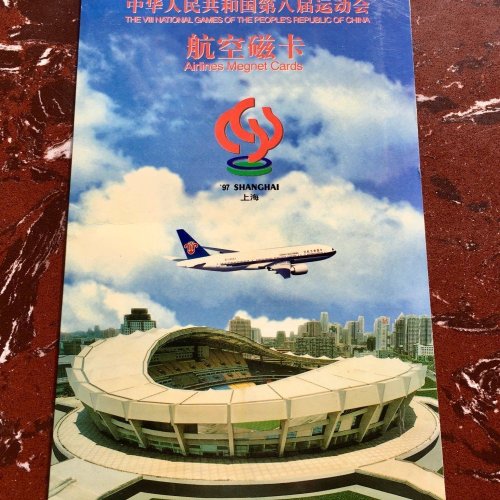 中华人民共和国第八届运动会
THE VIII NATIONAL GAMES OF THE PEOPLE'S REPUBLIC OF CHINA
航空磁卡
Airlines Megnet Cards
'97 SHANGHAI
上海